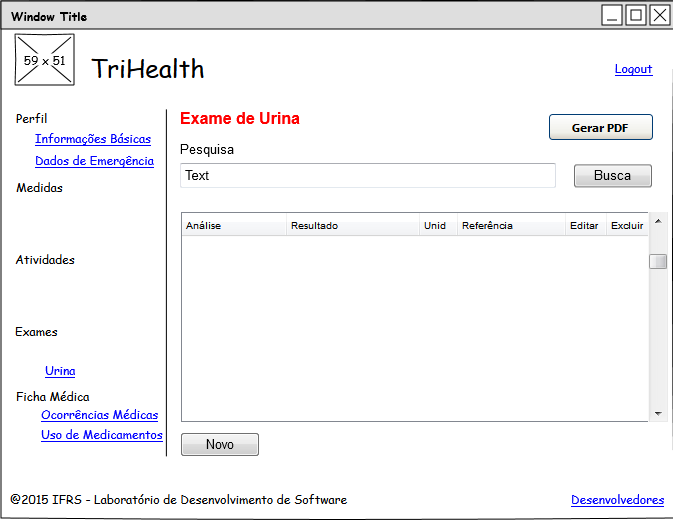 Window Title
59 x 51
TriHealth
Logout
Perfil
Informações Básicas
Dados de Emergência
Medidas
Atividades
Exames
Urina
Ficha Médica
Ocorrências Médicas
Uso de Medicamentos
Exame de Urina
Gerar PDF
Pesquisa
Text
Busca
Análise Resultado Unid Referência Editar Excluir
Novo
@2015 IFRS - Laboratório de Desenvolvimento de Software
Desenvolvedores